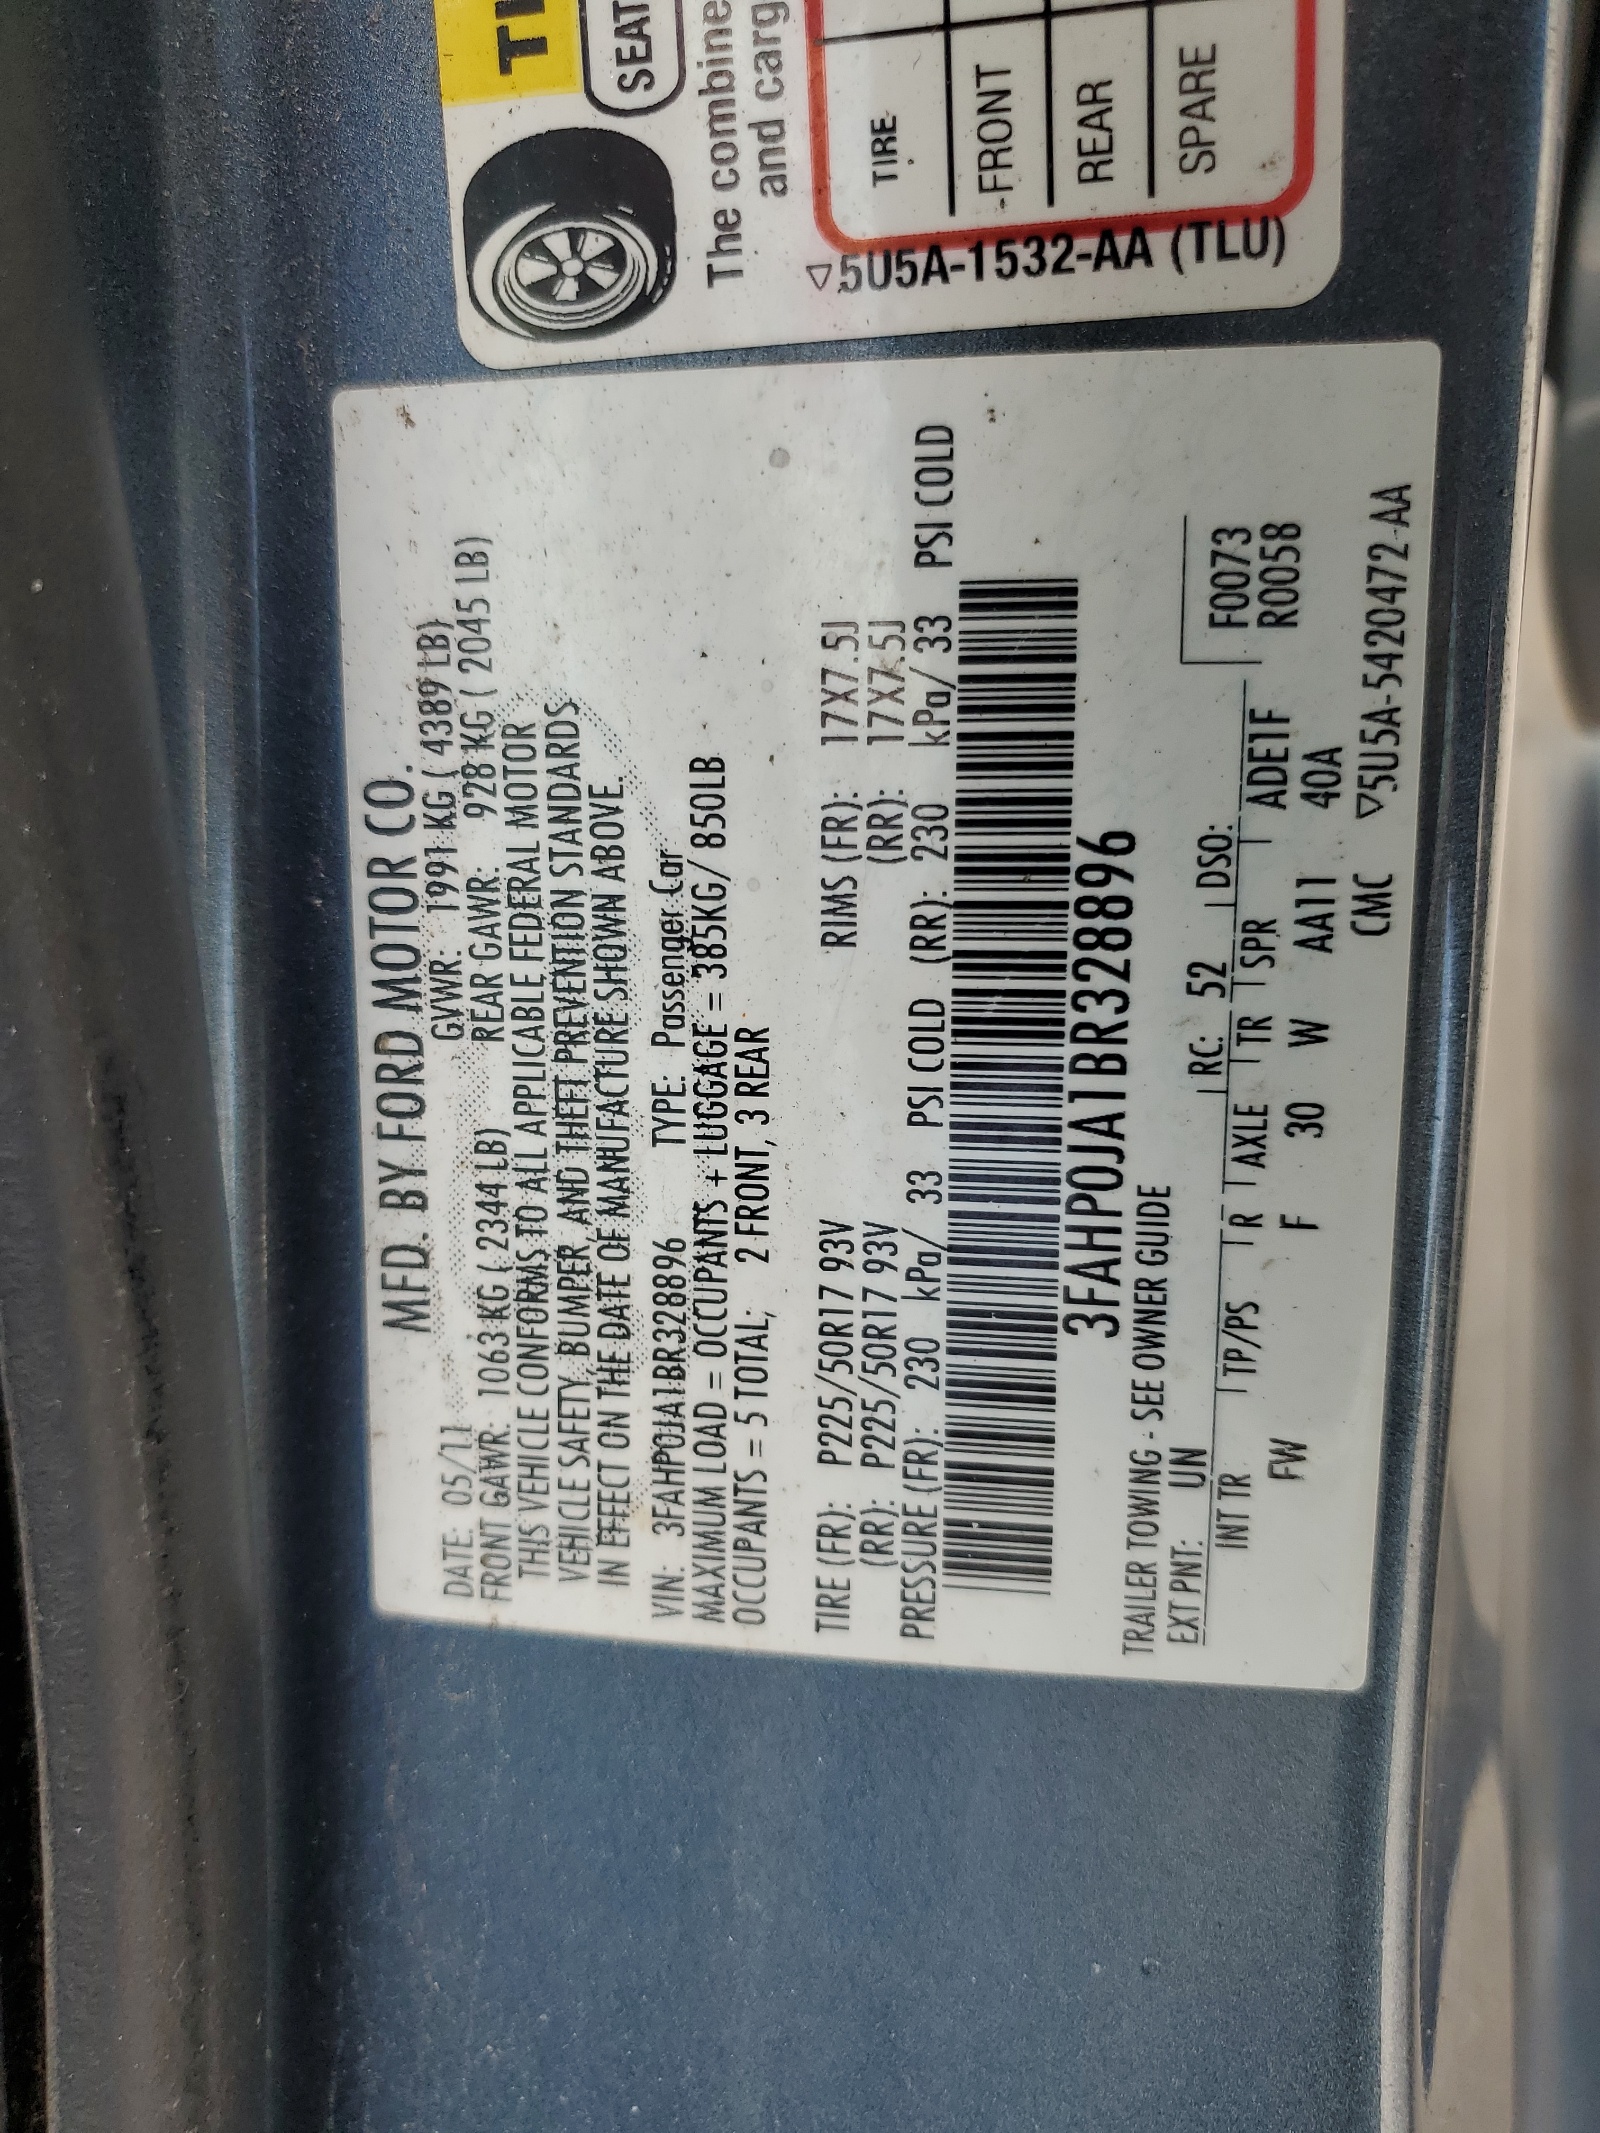 MFD. BY FORD MOTOR CO.
DATE: 05/11 GVWR: 1991 KG ( 4389 LB)
FRONT GAWR: 1063 KG ( 2344 LB) REAR GAWR: 928 KG ( 2045 LB)
THIS VEHICLE CONFORMS TO ALL APPLICABLE FEDERAL MOTOR
VEHICLE SAFETY, BUMPER, AND THEFT PREVENTION STANDARDS
IN EFFECT ON THE DATE OF MANUFACTURE SHOWN ABOVE.
VIN: 3FAHP0JA1BR328896 TYPE: Passenger Car
MAXIMUM LOAD = OCCUPANTS + LUGGAGE = 385KG/ 850LB
OCCUPANTS = 5 TOTAL; 2 FRONT, 3 REAR
TIRE (FR): P225/50R17 93V RIMS (FR): 17X7.5J
(RR): P225/50R17 93V (RR): 17X7.5J
PRESSURE (FR): 230 kPa/ 33 PSI COLD (RR): 230 kPa/ 33 PSI COLD
3FAHP0JA1BR328896
TRAILER TOWING - SEE OWNER GUIDE
EXT PNT: UN RC: 52 DSO:
INT TR TP/PS R AXLE TR SPR ADE1F F0073
FW F 30 W AA11 40A R0058
CMC ▽5U5A-5420472-AA
TI
SEAT
The combine
and carg
TIRE
FRONT
REAR
SPARE
▽5U5A-1532-AA (TLU)